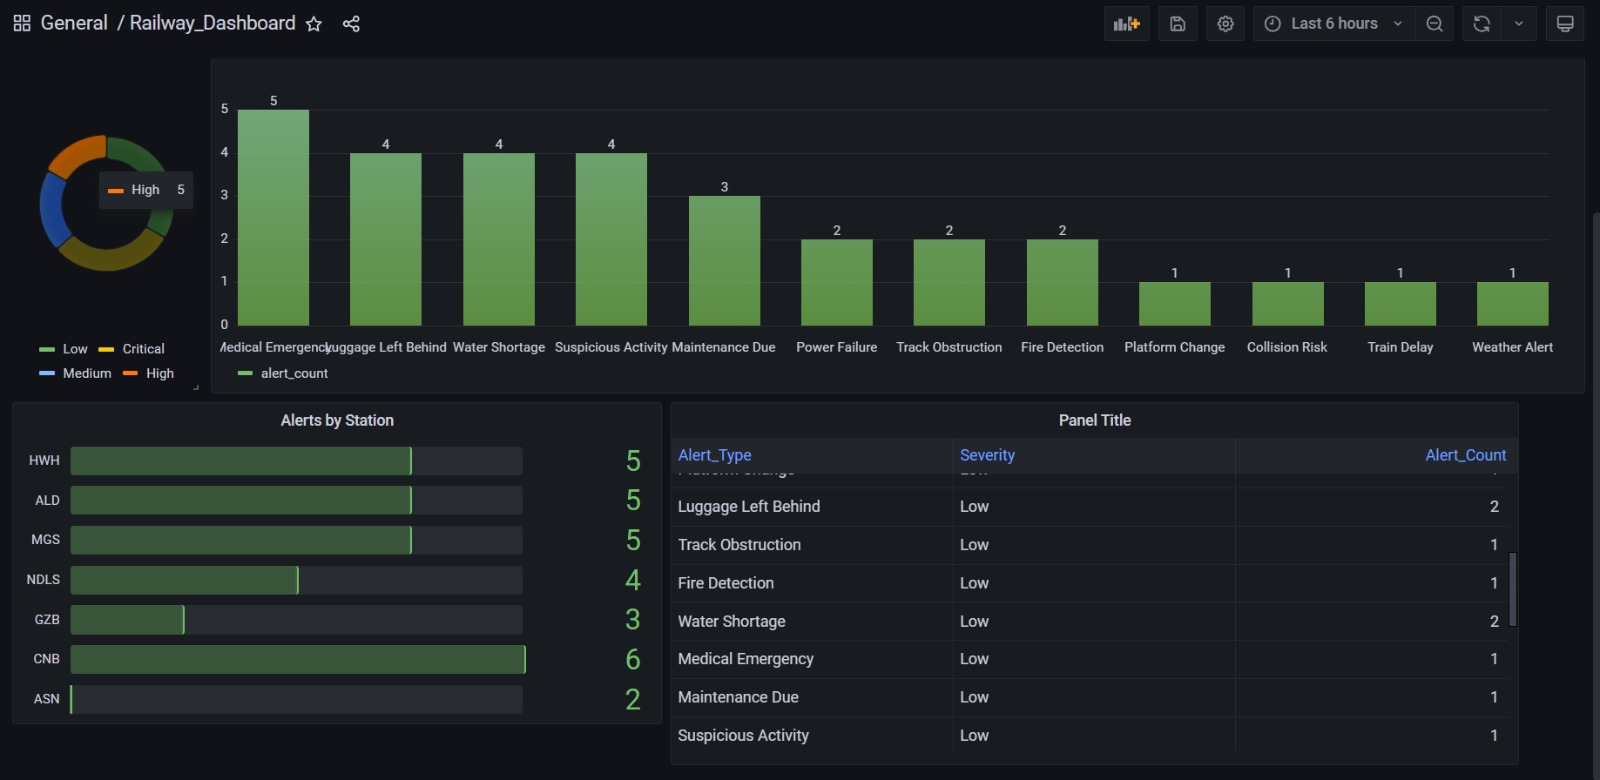 General / Railway_Dashboard
Last 6 hours
High 5
Low Critical
Medium High
5
4
3
2
1
0
5 4 4 4 3 2 2 2 1 1 1 1
Medical Emergency Luggage Left Behind Water Shortage Suspicious Activity Maintenance Due Power Failure Track Obstruction Fire Detection Platform Change Collision Risk Train Delay Weather Alert
alert_count
Alerts by Station
HWH 5
ALD 5
MGS 5
NDLS 4
GZB 3
CNB 6
ASN 2
Panel Title
Alert_Type Severity Alert_Count
Platform Change Low 1
Luggage Left Behind Low 2
Track Obstruction Low 1
Fire Detection Low 1
Water Shortage Low 2
Medical Emergency Low 1
Maintenance Due Low 1
Suspicious Activity Low 1